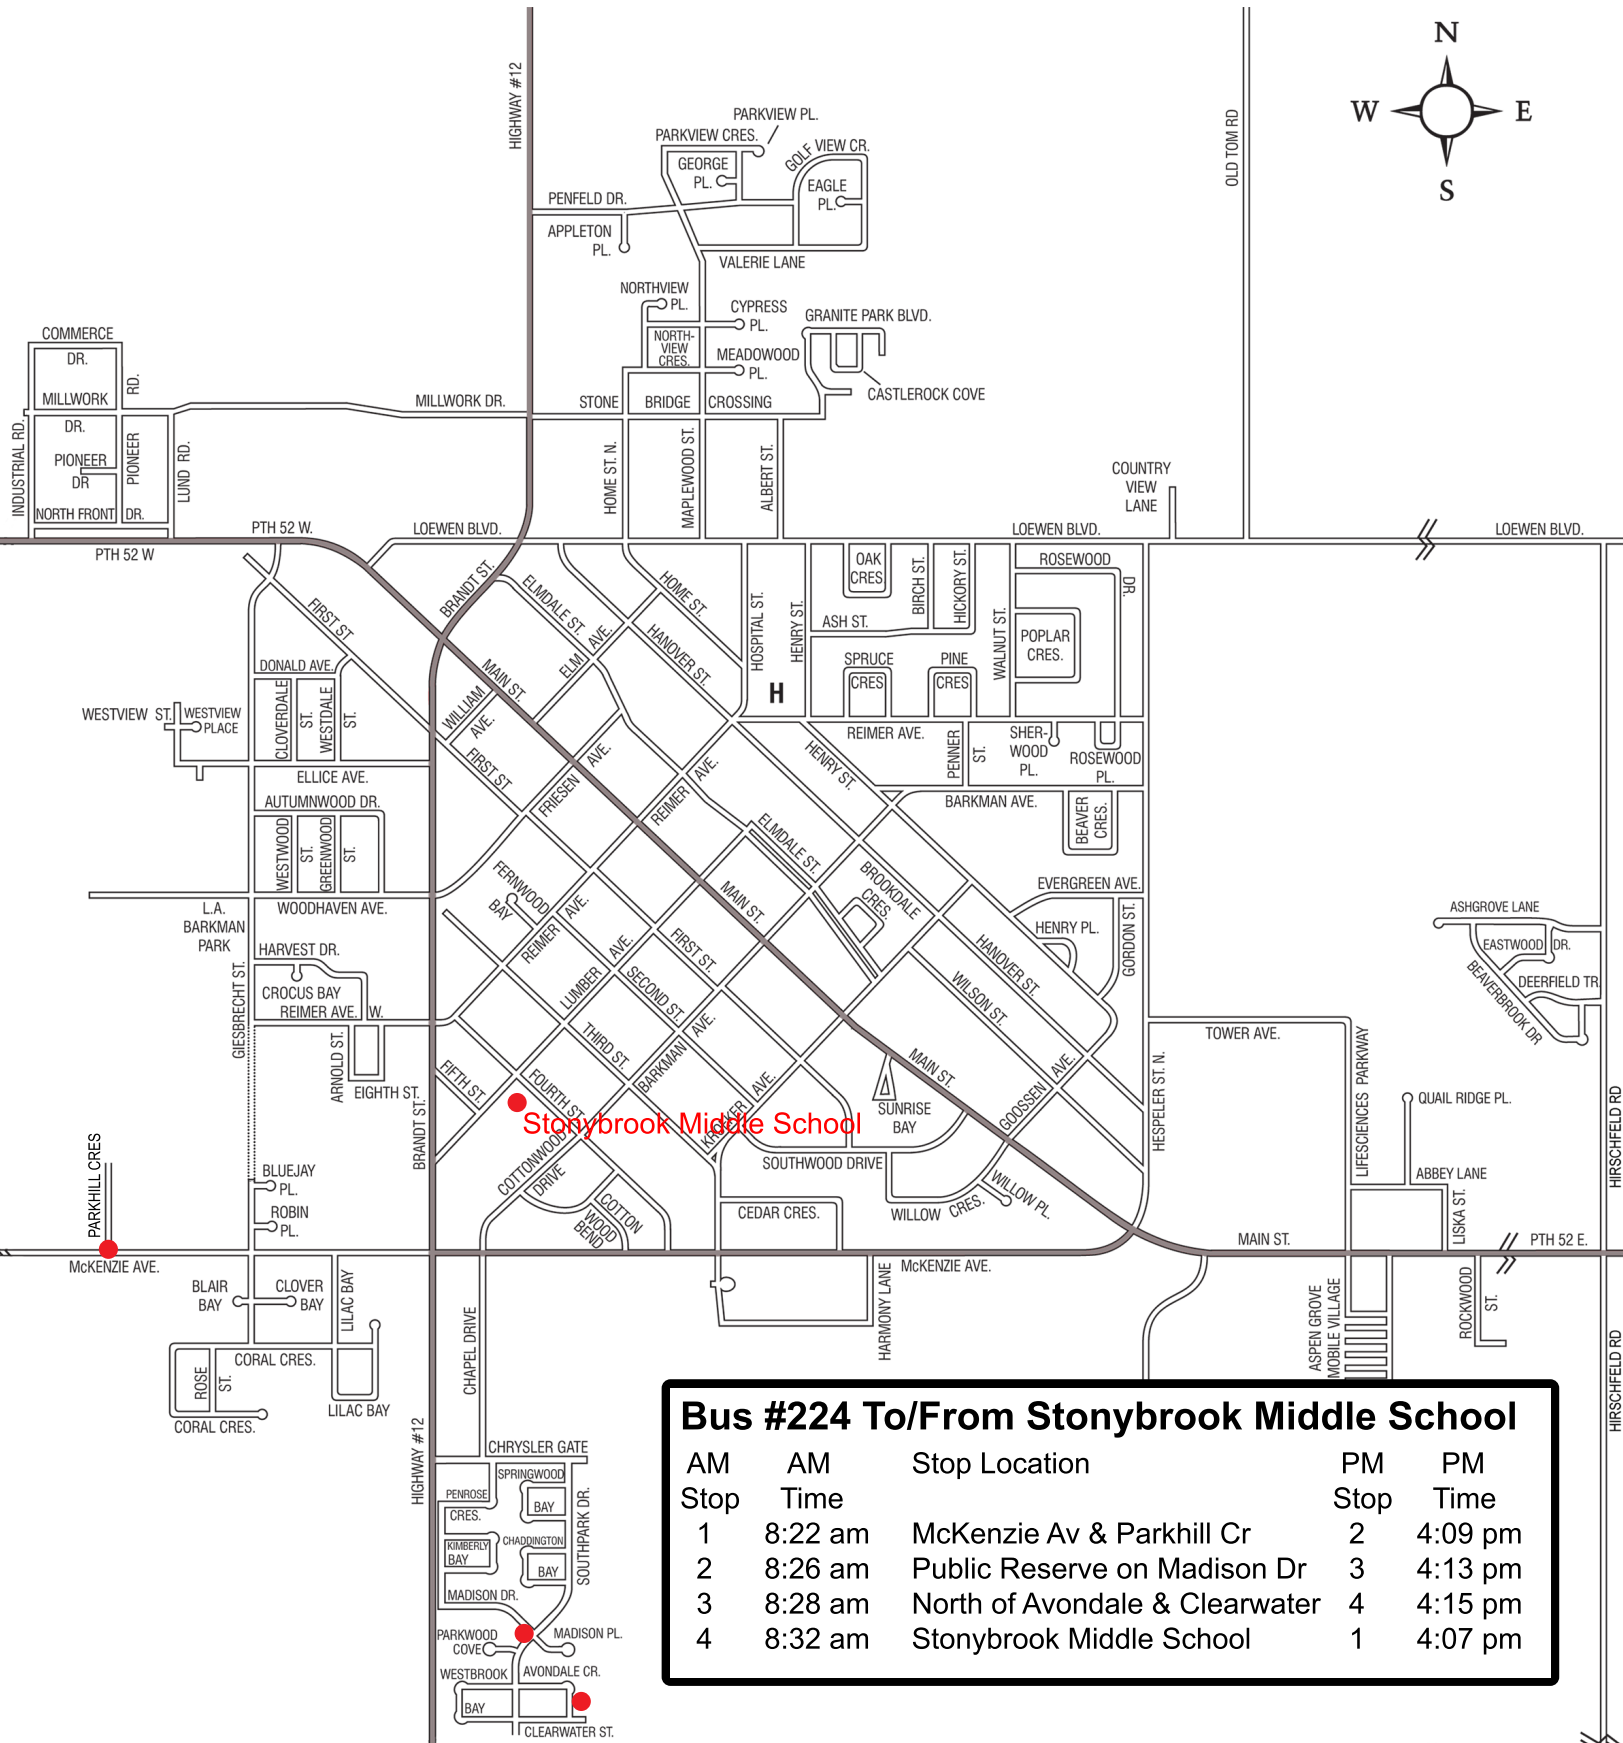 N
W E
S
HIGHWAY #12
OLD TOM RD
PARKVIEW PL.
PARKVIEW CRES.
GEORGE
PL.
GOLF VIEW CR.
EAGLE
PL.
PENFELD DR.
APPLETON
PL.
VALERIE LANE
NORTHVIEW
PL.
CYPRESS
PL.
GRANITE PARK BLVD.
NORTH-
VIEW
CRES.
MEADOWOOD
PL.
CASTLEROCK COVE
COMMERCE
DR.
RD.
MILLWORK
DR.
MILLWORK DR.
STONE BRIDGE CROSSING
INDUSTRIAL RD.
PIONEER
DR
PIONEER
LUND RD.
NORTH FRONT DR.
HOME ST. N.
MAPLEWOOD ST.
ALBERT ST.
COUNTRY
VIEW
LANE
PTH 52 W.
PTH 52 W
LOEWEN BLVD.
LOEWEN BLVD.
LOEWEN BLVD.
BRANDT ST.
ELMDALE ST.
ELM AVE.
HOME ST.
HANOVER ST.
HOSPITAL ST.
HENRY ST.
OAK
CRES
BIRCH ST.
HICKORY ST.
ROSEWOOD
DR.
ASH ST.
WALNUT ST.
POPLAR
CRES.
SPRUCE
CRES
PINE
CRES
H
FIRST ST.
DONALD AVE.
MAIN ST.
WILLIAM
AVE.
WESTVIEW ST.
WESTVIEW
PLACE
CLOVERDALE
ST.
WESTDALE
ST.
ELLICE AVE.
REIMER AVE.
PENNER
ST.
SHER-
WOOD
PL.
ROSEWOOD
PL.
HENRY ST.
FIRST ST
FRIESEN AVE.
REIMER AVE.
BARKMAN AVE.
BEAVER
CRES.
AUTUMNWOOD DR.
WESTWOOD
ST.
GREENWOOD
ST.
WOODHAVEN AVE.
ELMDALE ST.
BROOKDALE
CRES.
EVERGREEN AVE.
L.A.
BARKMAN
PARK
FERNWOOD
BAY
REIMER AVE.
MAIN ST.
HENRY PL.
GORDON ST.
ASHGROVE LANE
EASTWOOD DR.
BEAVERBROOK DR
DEERFIELD TR.
HARVEST DR.
CROCUS BAY
REIMER AVE. W.
GIESBRECHT ST.
LUMBER AVE.
FIRST ST.
SECOND ST.
THIRD ST.
HANOVER ST.
WILSON ST.
TOWER AVE.
ARNOLD ST.
EIGHTH ST.
FIFTH ST.
FOURTH ST.
BARKMAN AVE.
KROEKER AVE.
MAIN ST.
SUNRISE
BAY
GOOSSEN AVE.
HESPELER ST. N.
LIFESCIENCES PARKWAY
QUAIL RIDGE PL.
HIRSCHFELD RD
Stonybrook Middle School
PARKHILL CRES
BRANDT ST.
BLUEJAY
PL.
ROBIN
PL.
COTTONWOOD
DRIVE
COTTON
WOOD
BEND
SOUTHWOOD DRIVE
WILLOW CRES.
WILLOW PL.
CEDAR CRES.
ABBEY LANE
LISKA ST.
McKENZIE AVE.
McKENZIE AVE.
MAIN ST.
PTH 52 E.
BLAIR
BAY
CLOVER
BAY
LILAC BAY
CORAL CRES.
ROSE
ST.
LILAC BAY
CORAL CRES.
CHAPEL DRIVE
HARMONY LANE
ASPEN GROVE
MOBILE VILLAGE
ROCKWOOD
ST.
HIRSCHFELD RD
HIGHWAY #12
CHRYSLER GATE
SPRINGWOOD
BAY
PENROSE
CRES.
KIMBERLY
BAY
CHADDINGTON
BAY
SOUTHPARK DR.
MADISON DR.
PARKWOOD
COVE
MADISON PL.
WESTBROOK
BAY
AVONDALE CR.
CLEARWATER ST.
Bus #224 To/From Stonybrook Middle School
AM AM Stop Location PM PM
Stop Time Stop Time
1 8:22 am McKenzie Av & Parkhill Cr 2 4:09 pm
2 8:26 am Public Reserve on Madison Dr 3 4:13 pm
3 8:28 am North of Avondale & Clearwater 4 4:15 pm
4 8:32 am Stonybrook Middle School 1 4:07 pm